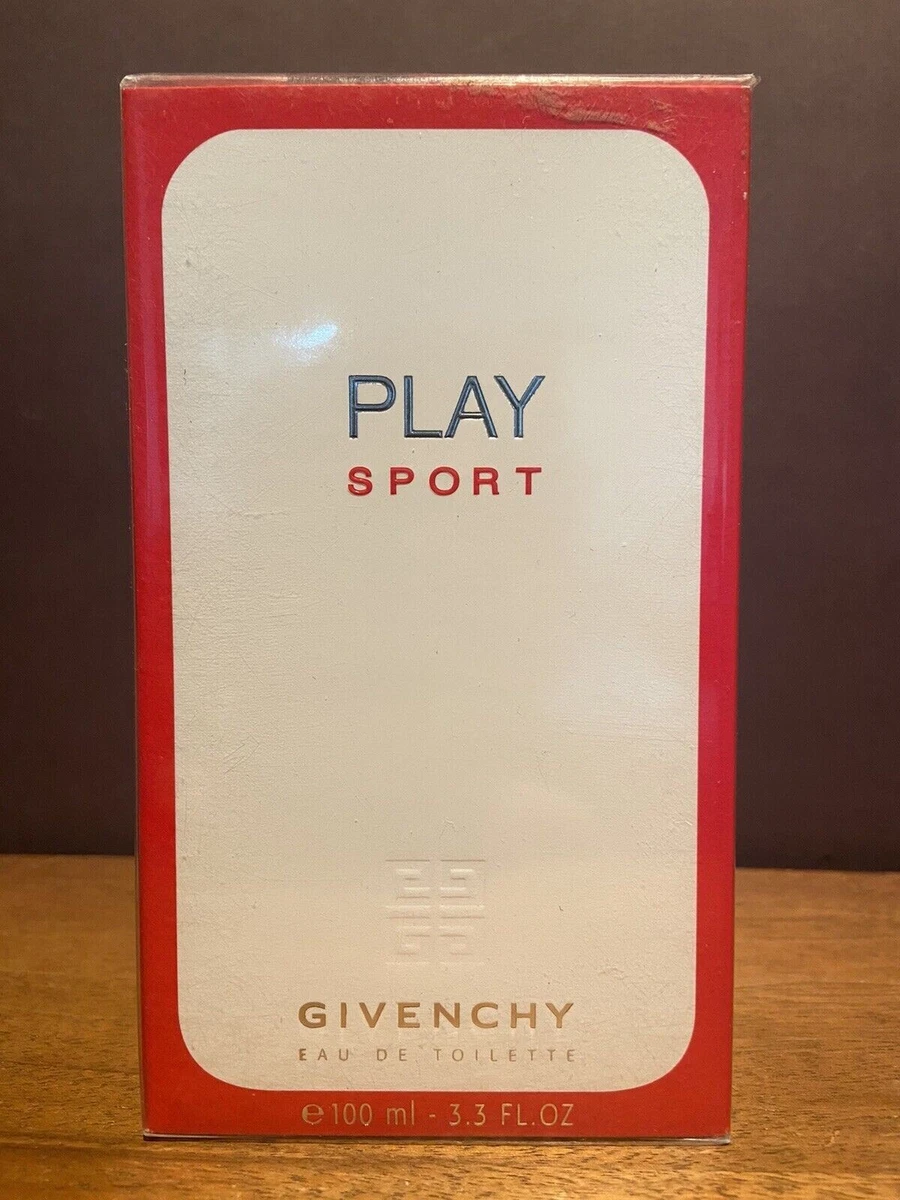 PLAY
SPORT
GIVENCHY
EAU DE TOILETTE
℮100 ml - 3.3 FL.OZ